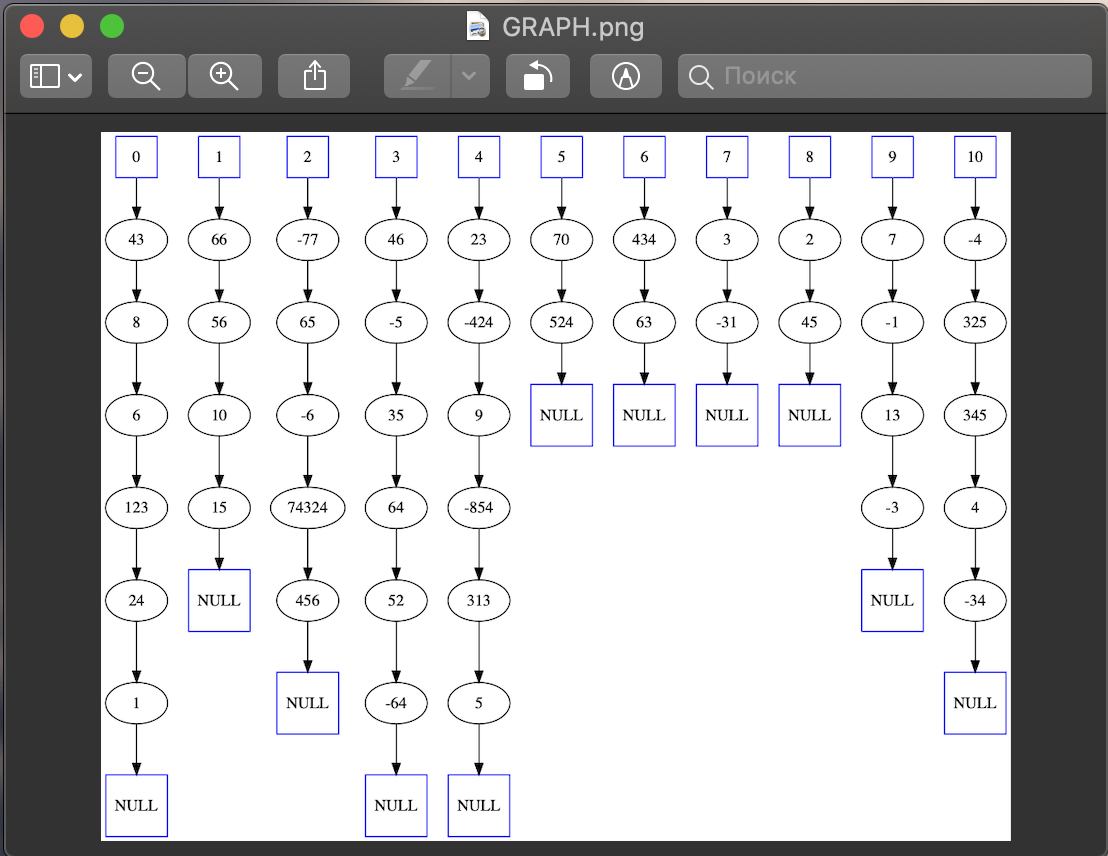 GRAPH.png
Поиск
0 1 2 3 4 5 6 7 8 9 10
43 66 -77 46 23 70 434 3 2 7 -4
8 56 65 -5 -424 524 63 -31 45 -1 325
6 10 -6 35 9 NULL NULL NULL NULL 13 345
123 15 74324 64 -854 -3 4
24 NULL 456 52 313 NULL -34
1 NULL -64 5 NULL
NULL NULL NULL